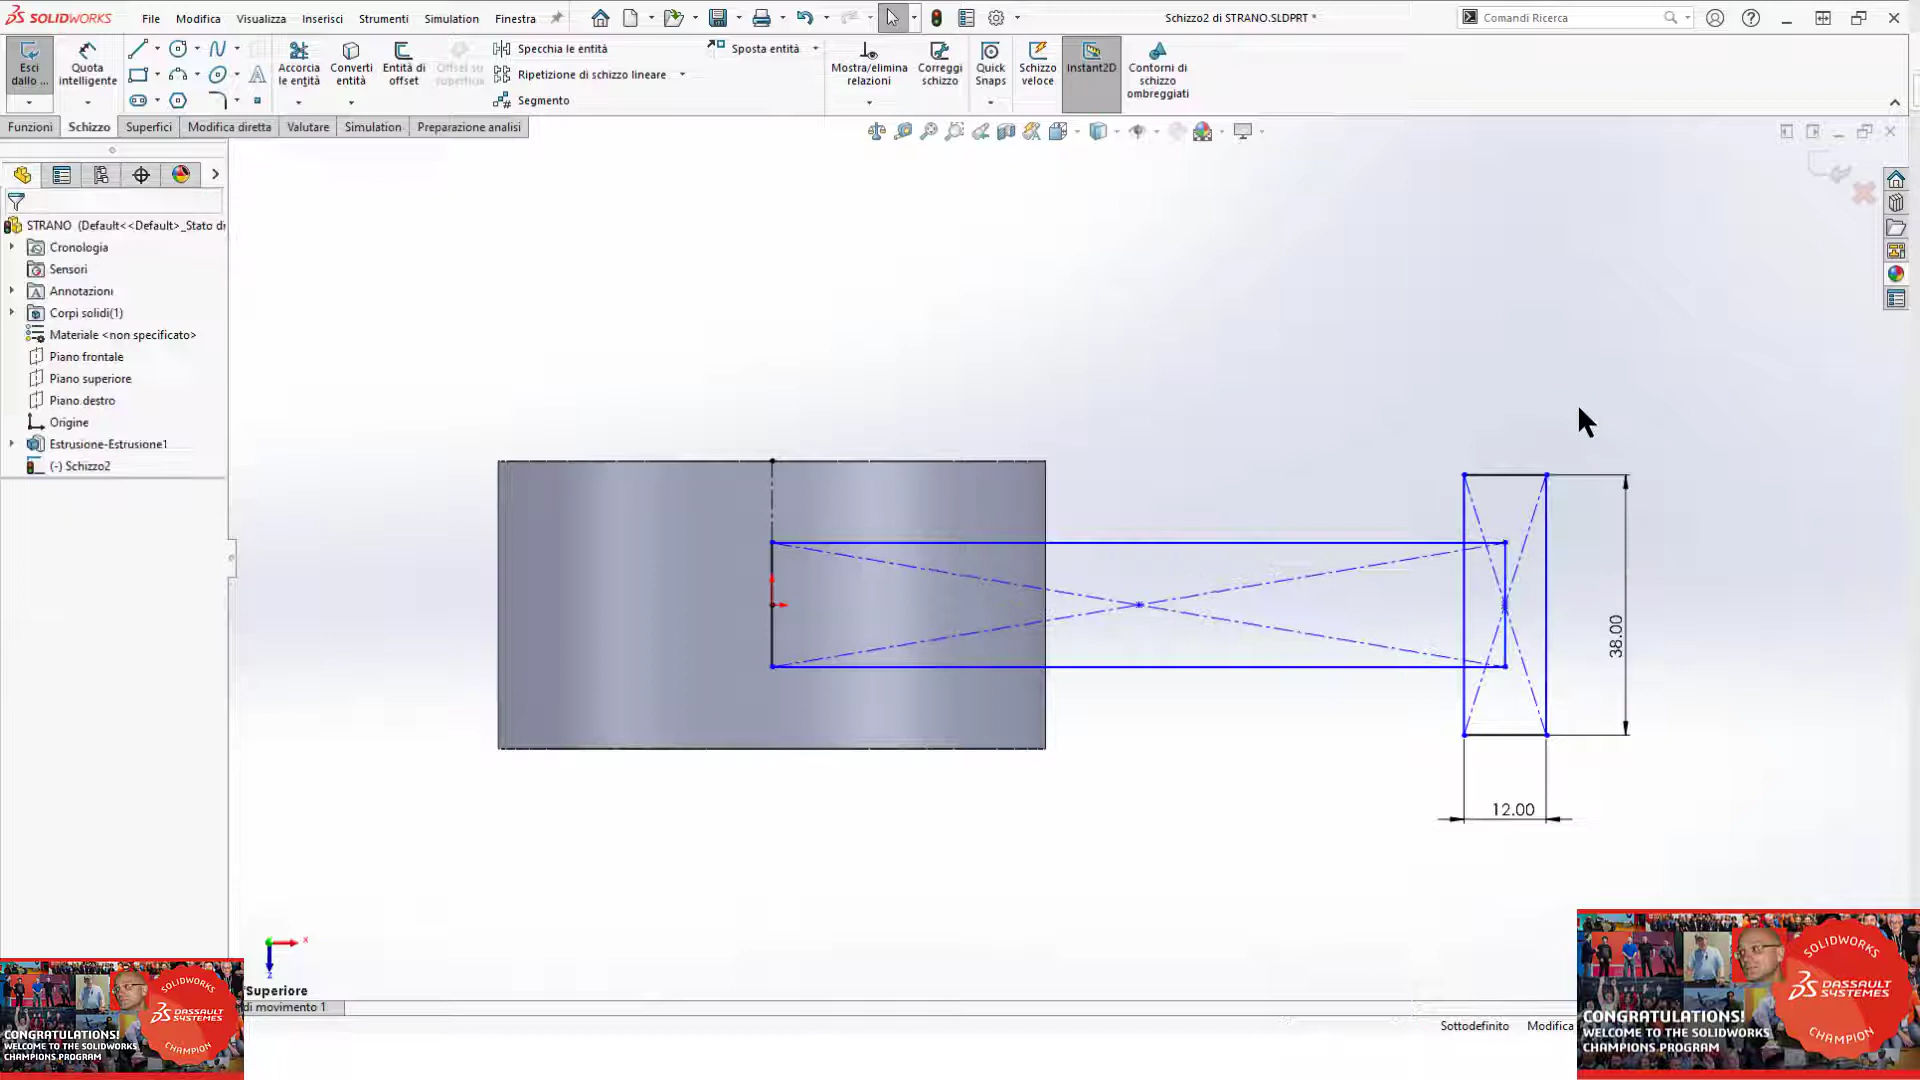 SOLIDWORKS
File
Modifica
Visualizza
Inserisci
Strumenti
Simulation
Finestra
Schizzo2 di STRANO.SLDPRT *
Comandi Ricerca
Esci dallo ...
Quota intelligente
Accorcia le entità
Converti entità
Entità di offset
Offset su superficie
Specchia le entità
Ripetizione di schizzo lineare
Segmento
Sposta entità
Mostra/elimina relazioni
Correggi schizzo
Quick Snaps
Schizzo veloce
Instant2D
Contorni di schizzo ombreggiati
Funzioni
Schizzo
Superfici
Modifica diretta
Valutare
Simulation
Preparazione analisi
STRANO (Default<<Default>_Stato di
Cronologia
Sensori
Annotazioni
Corpi solidi(1)
Materiale <non specificato>
Piano frontale
Piano superiore
Piano destro
Origine
Estrusione-Estrusione1
(-) Schizzo2
38.00
12.00
x
z
Superiore
di movimento 1
Sottodefinito
Modifica
CONGRATULATIONS!
WELCOME TO THE SOLIDWORKS
CHAMPIONS PROGRAM
SOLIDWORKS
DASSAULT
SYSTEMES
CHAMPION
CONGRATULATIONS!
WELCOME TO THE SOLIDWORKS
CHAMPIONS PROGRAM
SOLIDWORKS
DASSAULT
SYSTEMES
CHAMPION